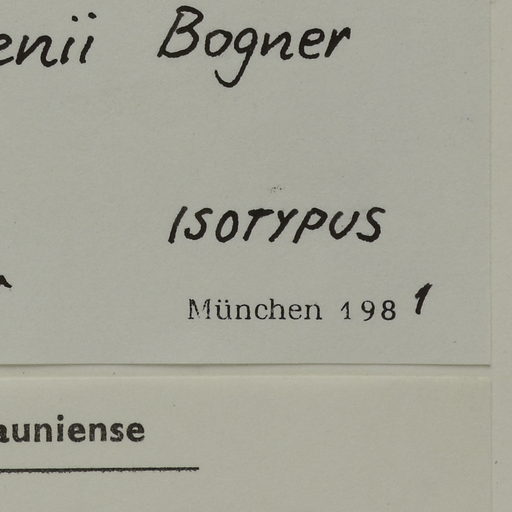 enii Bogner
ISOTYPUS
München 1981
auniense